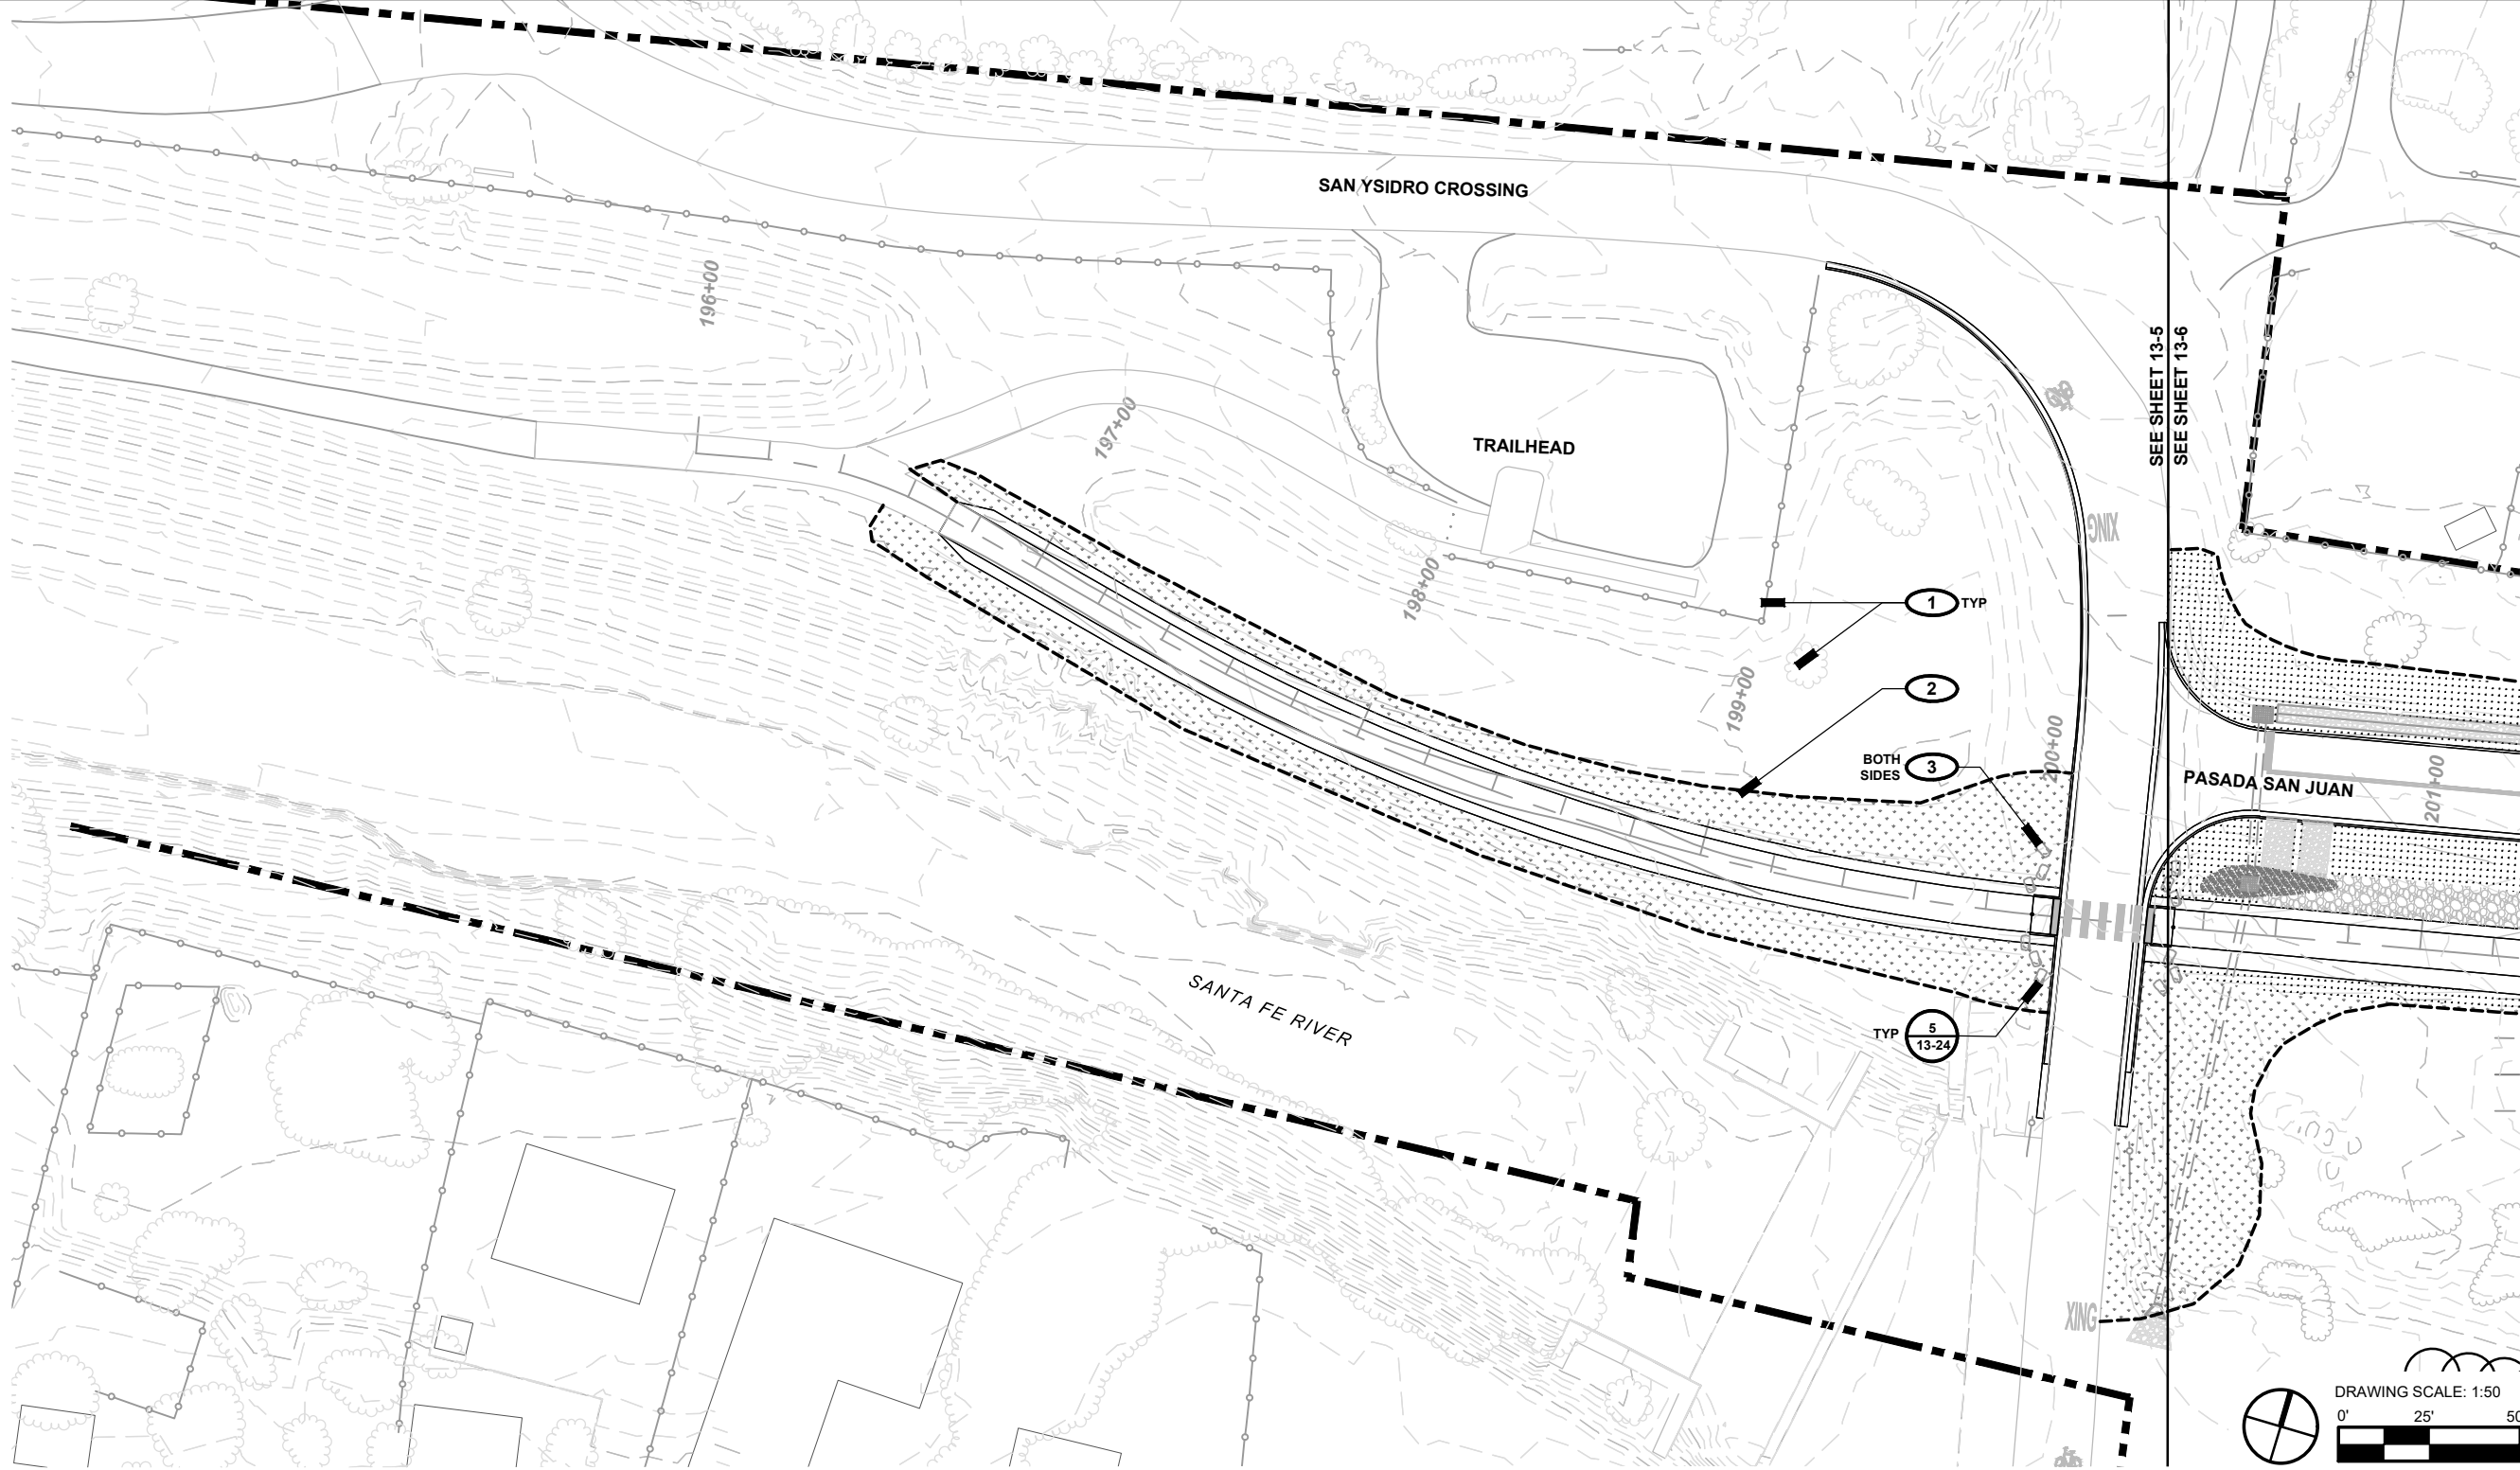 SAN YSIDRO CROSSING
196+00
SEE SHEET 13-5
SEE SHEET 13-6
197+00
TRAILHEAD
XING
198+00
1 TYP
2
199+00
200+00
BOTH
SIDES
3
PASADA SAN JUAN
201+00
SANTA FE RIVER
TYP
5
13-24
XING
DRAWING SCALE: 1:50
0' 25' 50